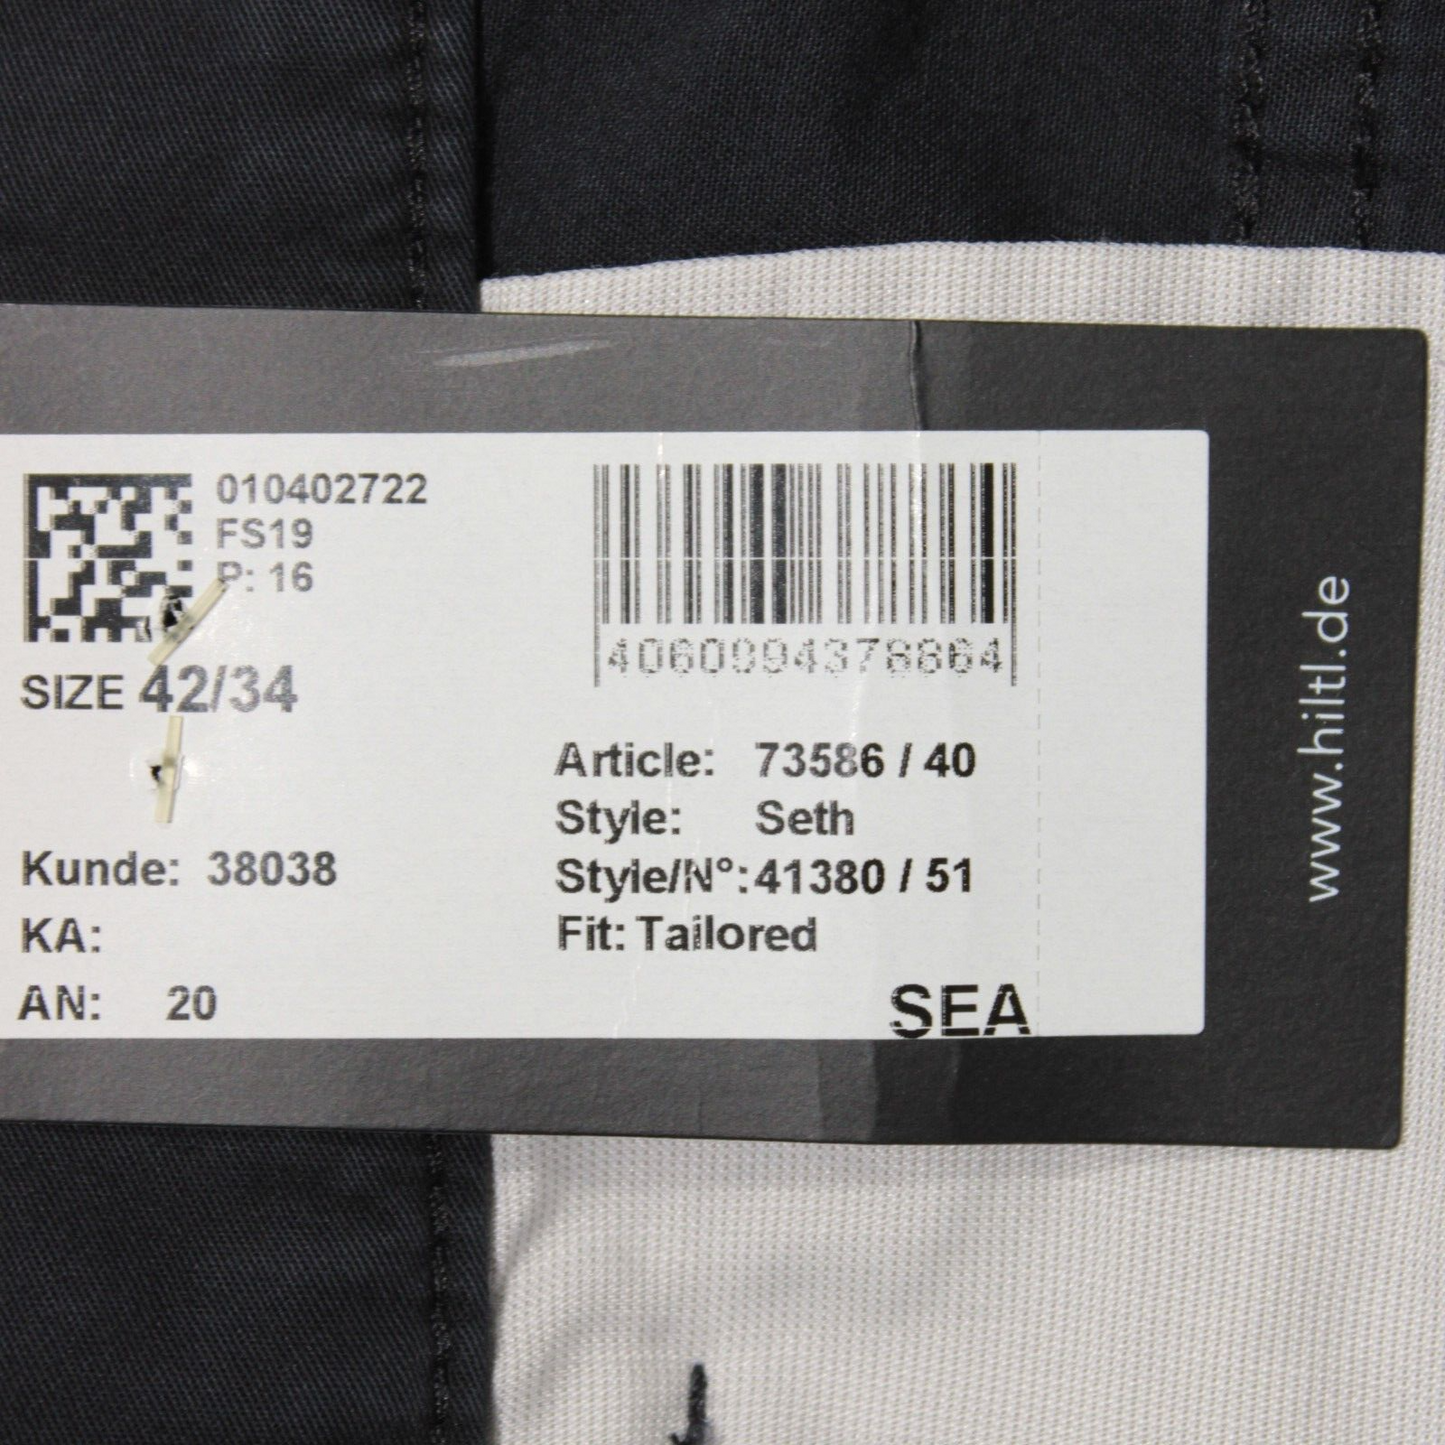 010402722
FS19
P: 16
SIZE 42/34
Kunde: 38038
KA:
AN: 20
4060994378864
Article: 73586 / 40
Style: Seth
Style/N°: 41380 / 51
Fit: Tailored
SEA
www.hiltl.de